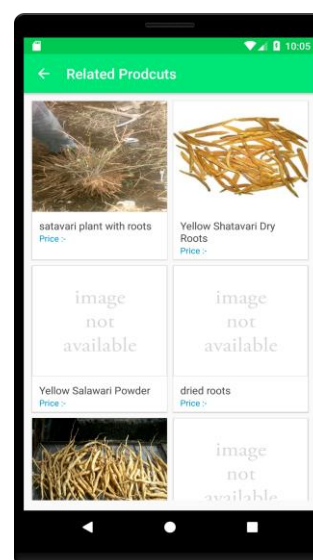 10:05
Related Prodcuts
satavari plant with roots
Price :-
Yellow Shatavari Dry
Roots
Price :-
image
not
available
Yellow Salawari Powder
Price :-
image
not
available
dried roots
Price :-
image
not
available